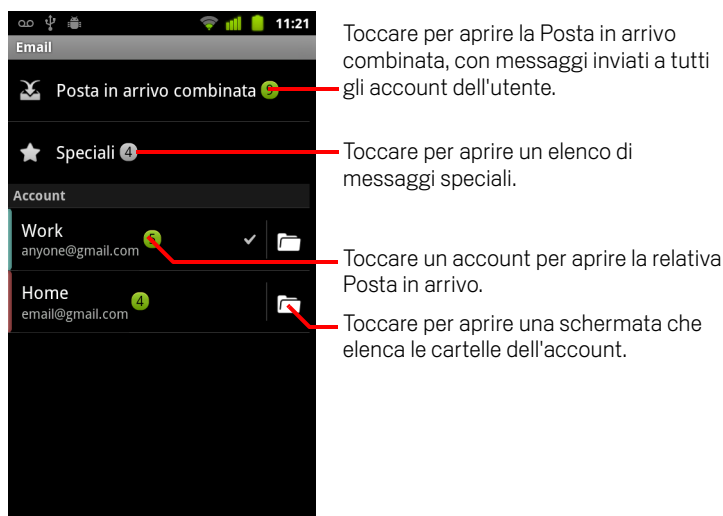 11:21
Email
Posta in arrivo combinata 9
Speciali 4
Account
Work 5
anyone@gmail.com
Home 4
email@gmail.com
Toccare per aprire la Posta in arrivo
combinata, con messaggi inviati a tutti
gli account dell'utente.
Toccare per aprire un elenco di
messaggi speciali.
Toccare un account per aprire la relativa
Posta in arrivo.
Toccare per aprire una schermata che
elenca le cartelle dell'account.